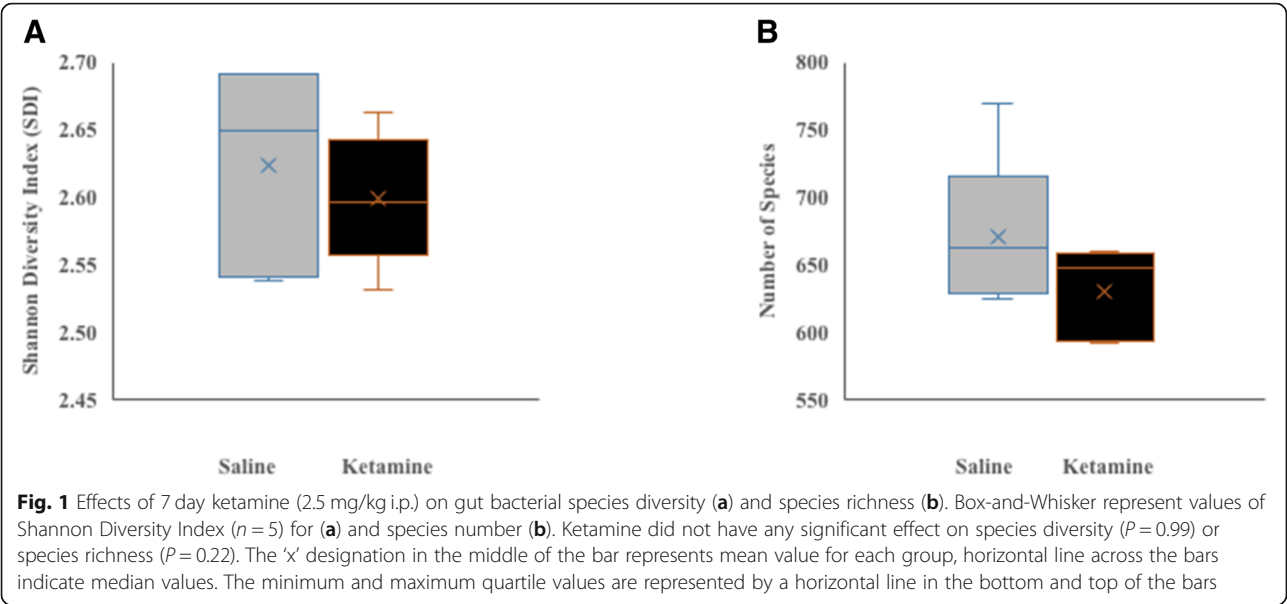 A
Shannon Diversity Index (SDI)
2.70
2.65
2.60
2.55
2.50
2.45
Saline Ketamine
B
Number of Species
800
750
700
650
600
550
Saline Ketamine
Fig. 1 Effects of 7 day ketamine (2.5 mg/kg i.p.) on gut bacterial species diversity (a) and species richness (b). Box-and-Whisker represent values of
Shannon Diversity Index (n = 5) for (a) and species number (b). Ketamine did not have any significant effect on species diversity (P = 0.99) or
species richness (P = 0.22). The ‘x’ designation in the middle of the bar represents mean value for each group, horizontal line across the bars
indicate median values. The minimum and maximum quartile values are represented by a horizontal line in the bottom and top of the bars